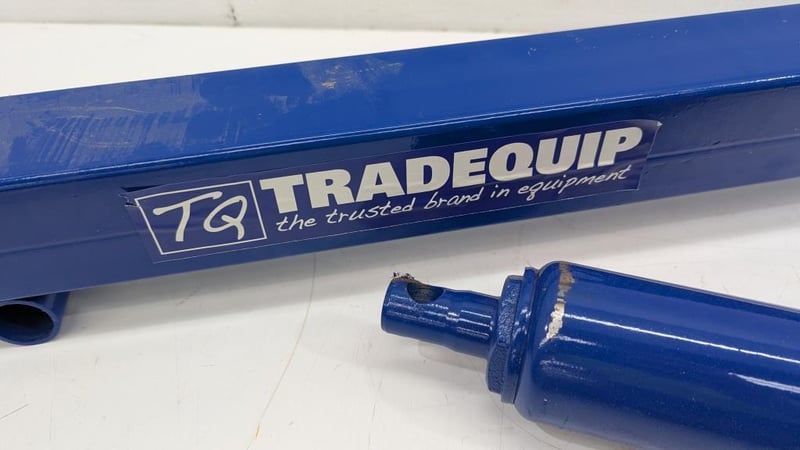 TQ TRADEQUIP
the trusted brand in equipment